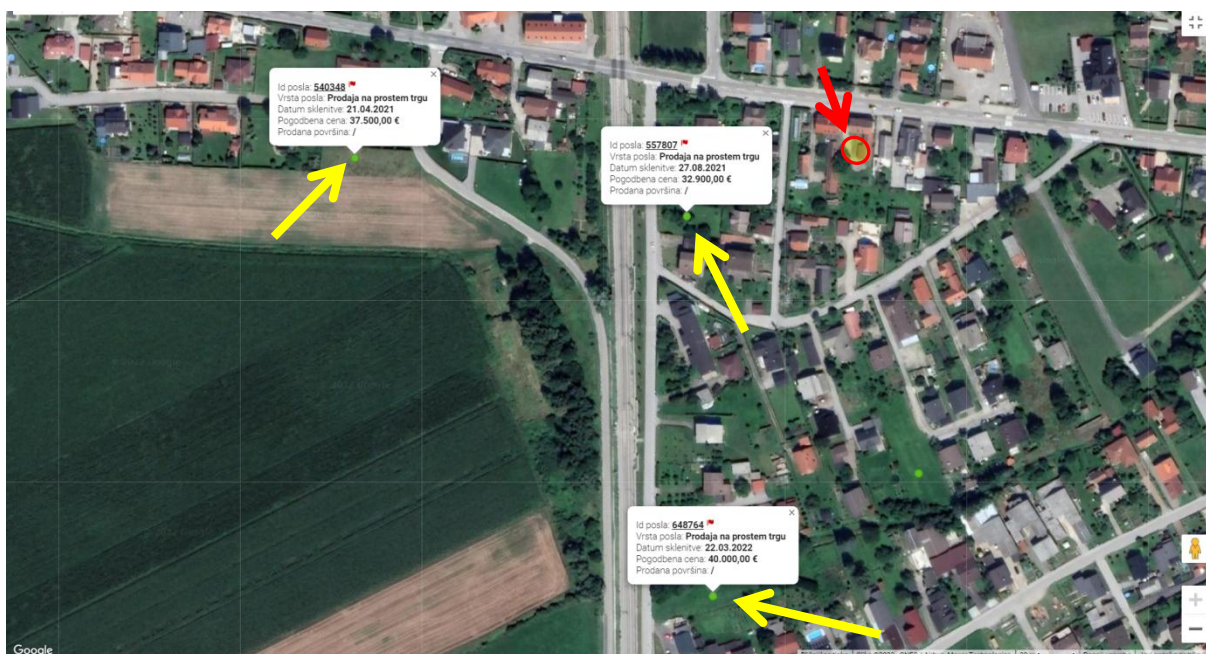 Id posla: 540348
Vrsta posla: Prodaja na prostem trgu
Datum sklenitve: 21.04.2021
Pogodbena cena: 37.500,00 €
Prodana površina: /
Id posla: 557807
Vrsta posla: Prodaja na prostem trgu
Datum sklenitve: 27.08.2021
Pogodbena cena: 32.900,00 €
Prodana površina: /
Id posla: 648764
Vrsta posla: Prodaja na prostem trgu
Datum sklenitve: 22.03.2022
Pogodbena cena: 40.000,00 €
Prodana površina: /
Google